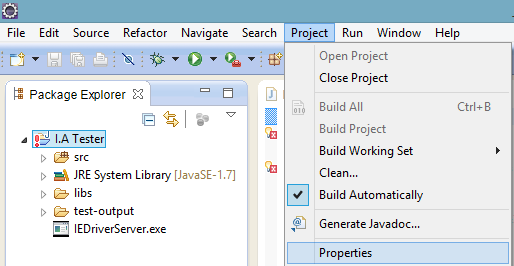 File Edit Source Refactor Navigate Search Project Run Window Help
Package Explorer
I.A Tester
src
JRE System Library [JavaSE-1.7]
libs
test-output
IEDriverServer.exe
Open Project
Close Project
Build All Ctrl+B
Build Project
Build Working Set
Clean...
Build Automatically
Generate Javadoc...
Properties